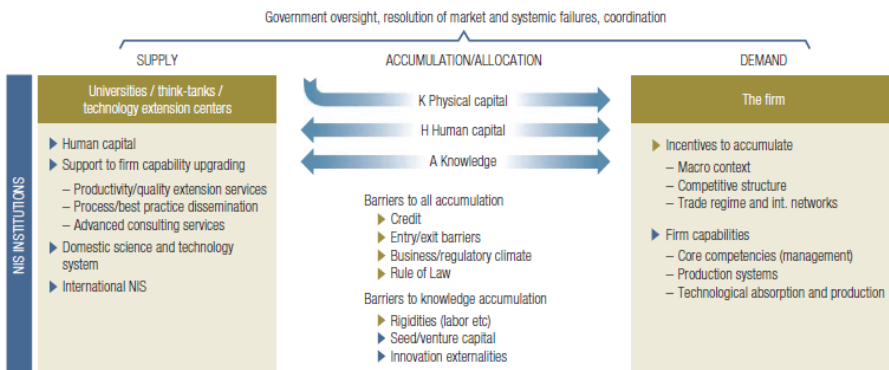 Government oversight, resolution of market and systemic failures, coordination
SUPPLY
ACCUMULATION/ALLOCATION
DEMAND
NIS INSTITUTIONS
Universities / think-tanks /
technology extension centers
Human capital
Support to firm capability upgrading
– Productivity/quality extension services
– Process/best practice dissemination
– Advanced consulting services
Domestic science and technology
system
International NIS
K Physical capital
H Human capital
A Knowledge
Barriers to all accumulation
Credit
Entry/exit barriers
Business/regulatory climate
Rule of Law
Barriers to knowledge accumulation
Rigidities (labor etc)
Seed/venture capital
Innovation externalities
The firm
Incentives to accumulate
– Macro context
– Competitive structure
– Trade regime and int. networks
Firm capabilities
– Core competencies (management)
– Production systems
– Technological absorption and production